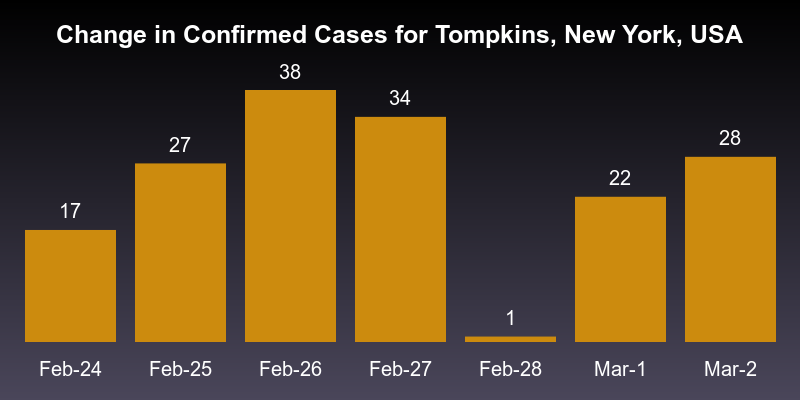 Change in Confirmed Cases for Tompkins, New York, USA
17
27
38
34
1
22
28
Feb-24
Feb-25
Feb-26
Feb-27
Feb-28
Mar-1
Mar-2